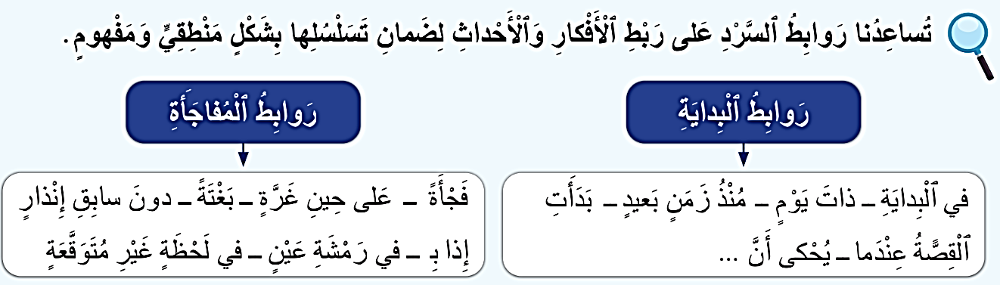 تُساعِدُنا رَوابِطُ ٱلسَّرْدِ عَلى رَبْطِ ٱلْأَفْكارِ وَٱلْأَحْداثِ لِضَمانِ تَسَلْسُلِها بِشَكْلٍ مَنْطِقِيٍّ وَمَفْهومٍ.
رَوابِطُ ٱلْبِدايَةِ
في ٱلْبِدايَةِ – ذاتَ يَوْمٍ – مُنْذُ زَمَنٍ بَعيدٍ – بَدَأَتِ
ٱلْقِصَّةُ عِنْدَما – يُحْكى أَنَّ ...
رَوابِطُ ٱلْمُفاجَأَةِ
فَجْأَةً – عَلى حِينِ غَرَّةٍ – بَغْتَةً – دونَ سابِقِ إِنْذارٍ
إِذا بِـ – في رَمْشَةِ عَيْنٍ – في لَحْظَةٍ غَيْرِ مُتَوَقَّعَةٍ